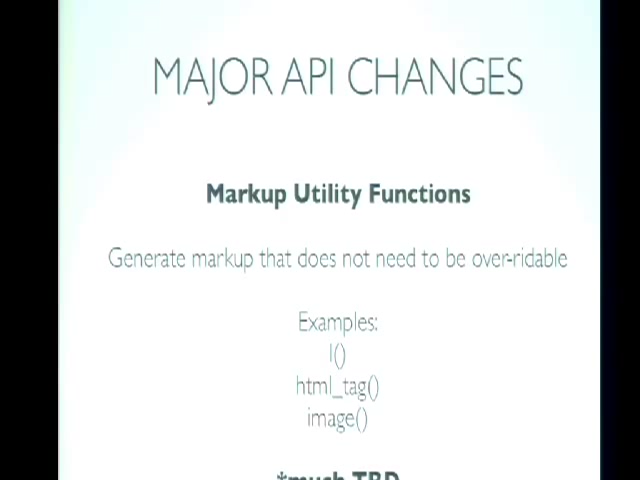 MAJOR API CHANGES
Markup Utility Functions
Generate markup that does not need to be over-ridable
Examples:
l()
html_tag()
image()
*much TBD